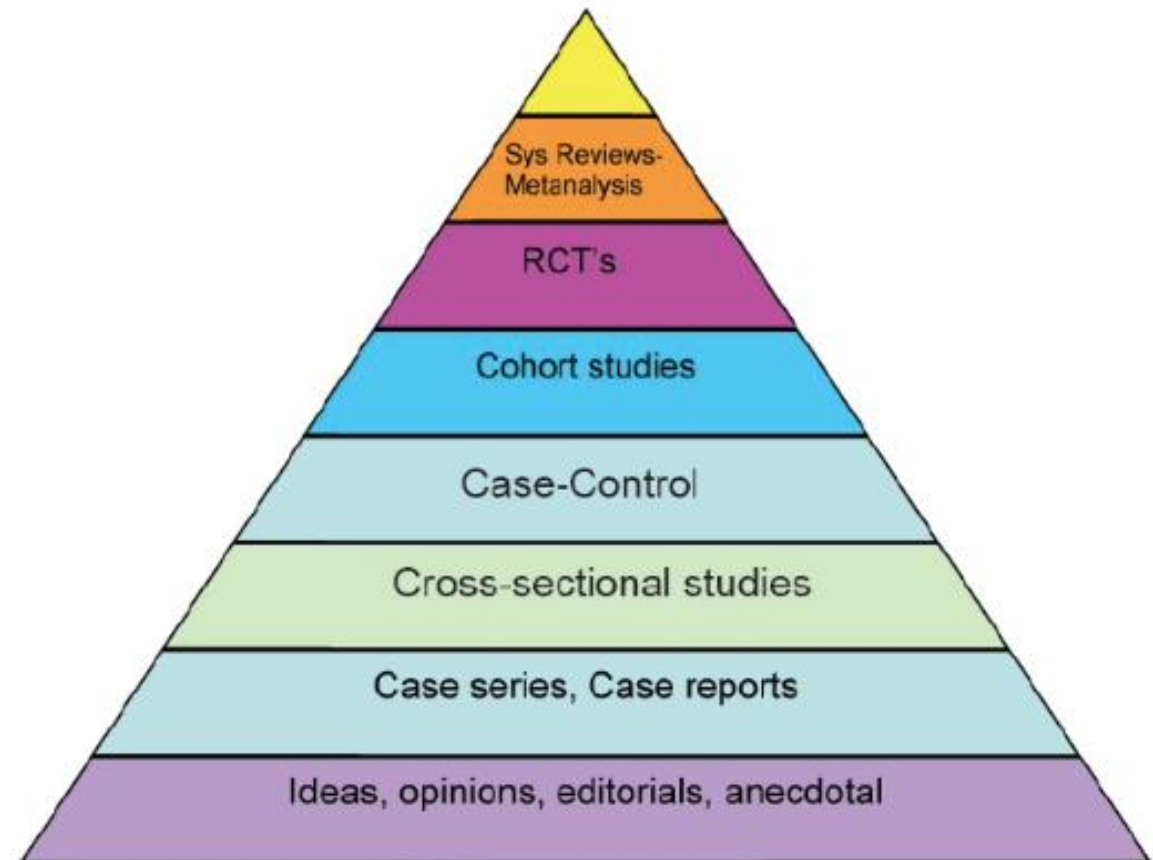 Sys Reviews-
Metanalysis
RCT's
Cohort studies
Case-Control
Cross-sectional studies
Case series, Case reports
Ideas, opinions, editorials, anecdotal